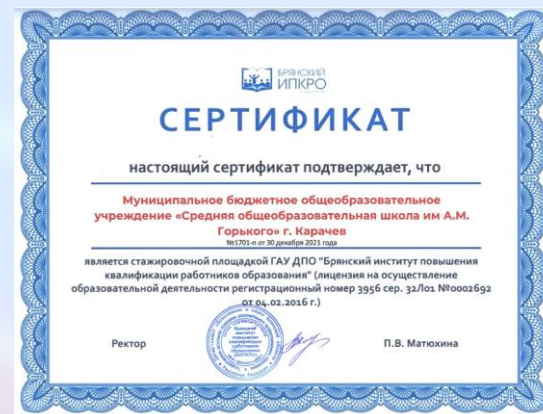 БРЯНСКИЙ
ИПКРО
СЕРТИФИКАТ
настоящий сертификат подтверждает, что
Муниципальное бюджетное общеобразовательное
учреждение «Средняя общеобразовательная школа им А.М.
Горького» г. Карачев
№1701-п от 30 декабря 2021 года
является стажировочной площадкой ГАУ ДПО "Брянский институт повышения
квалификации работников образования" (лицензия на осуществление
образовательной деятельности регистрационный номер 3956 сер. 32Л01 №0002692
от 04.02.2016 г.)
Ректор
П.В. Матюхина